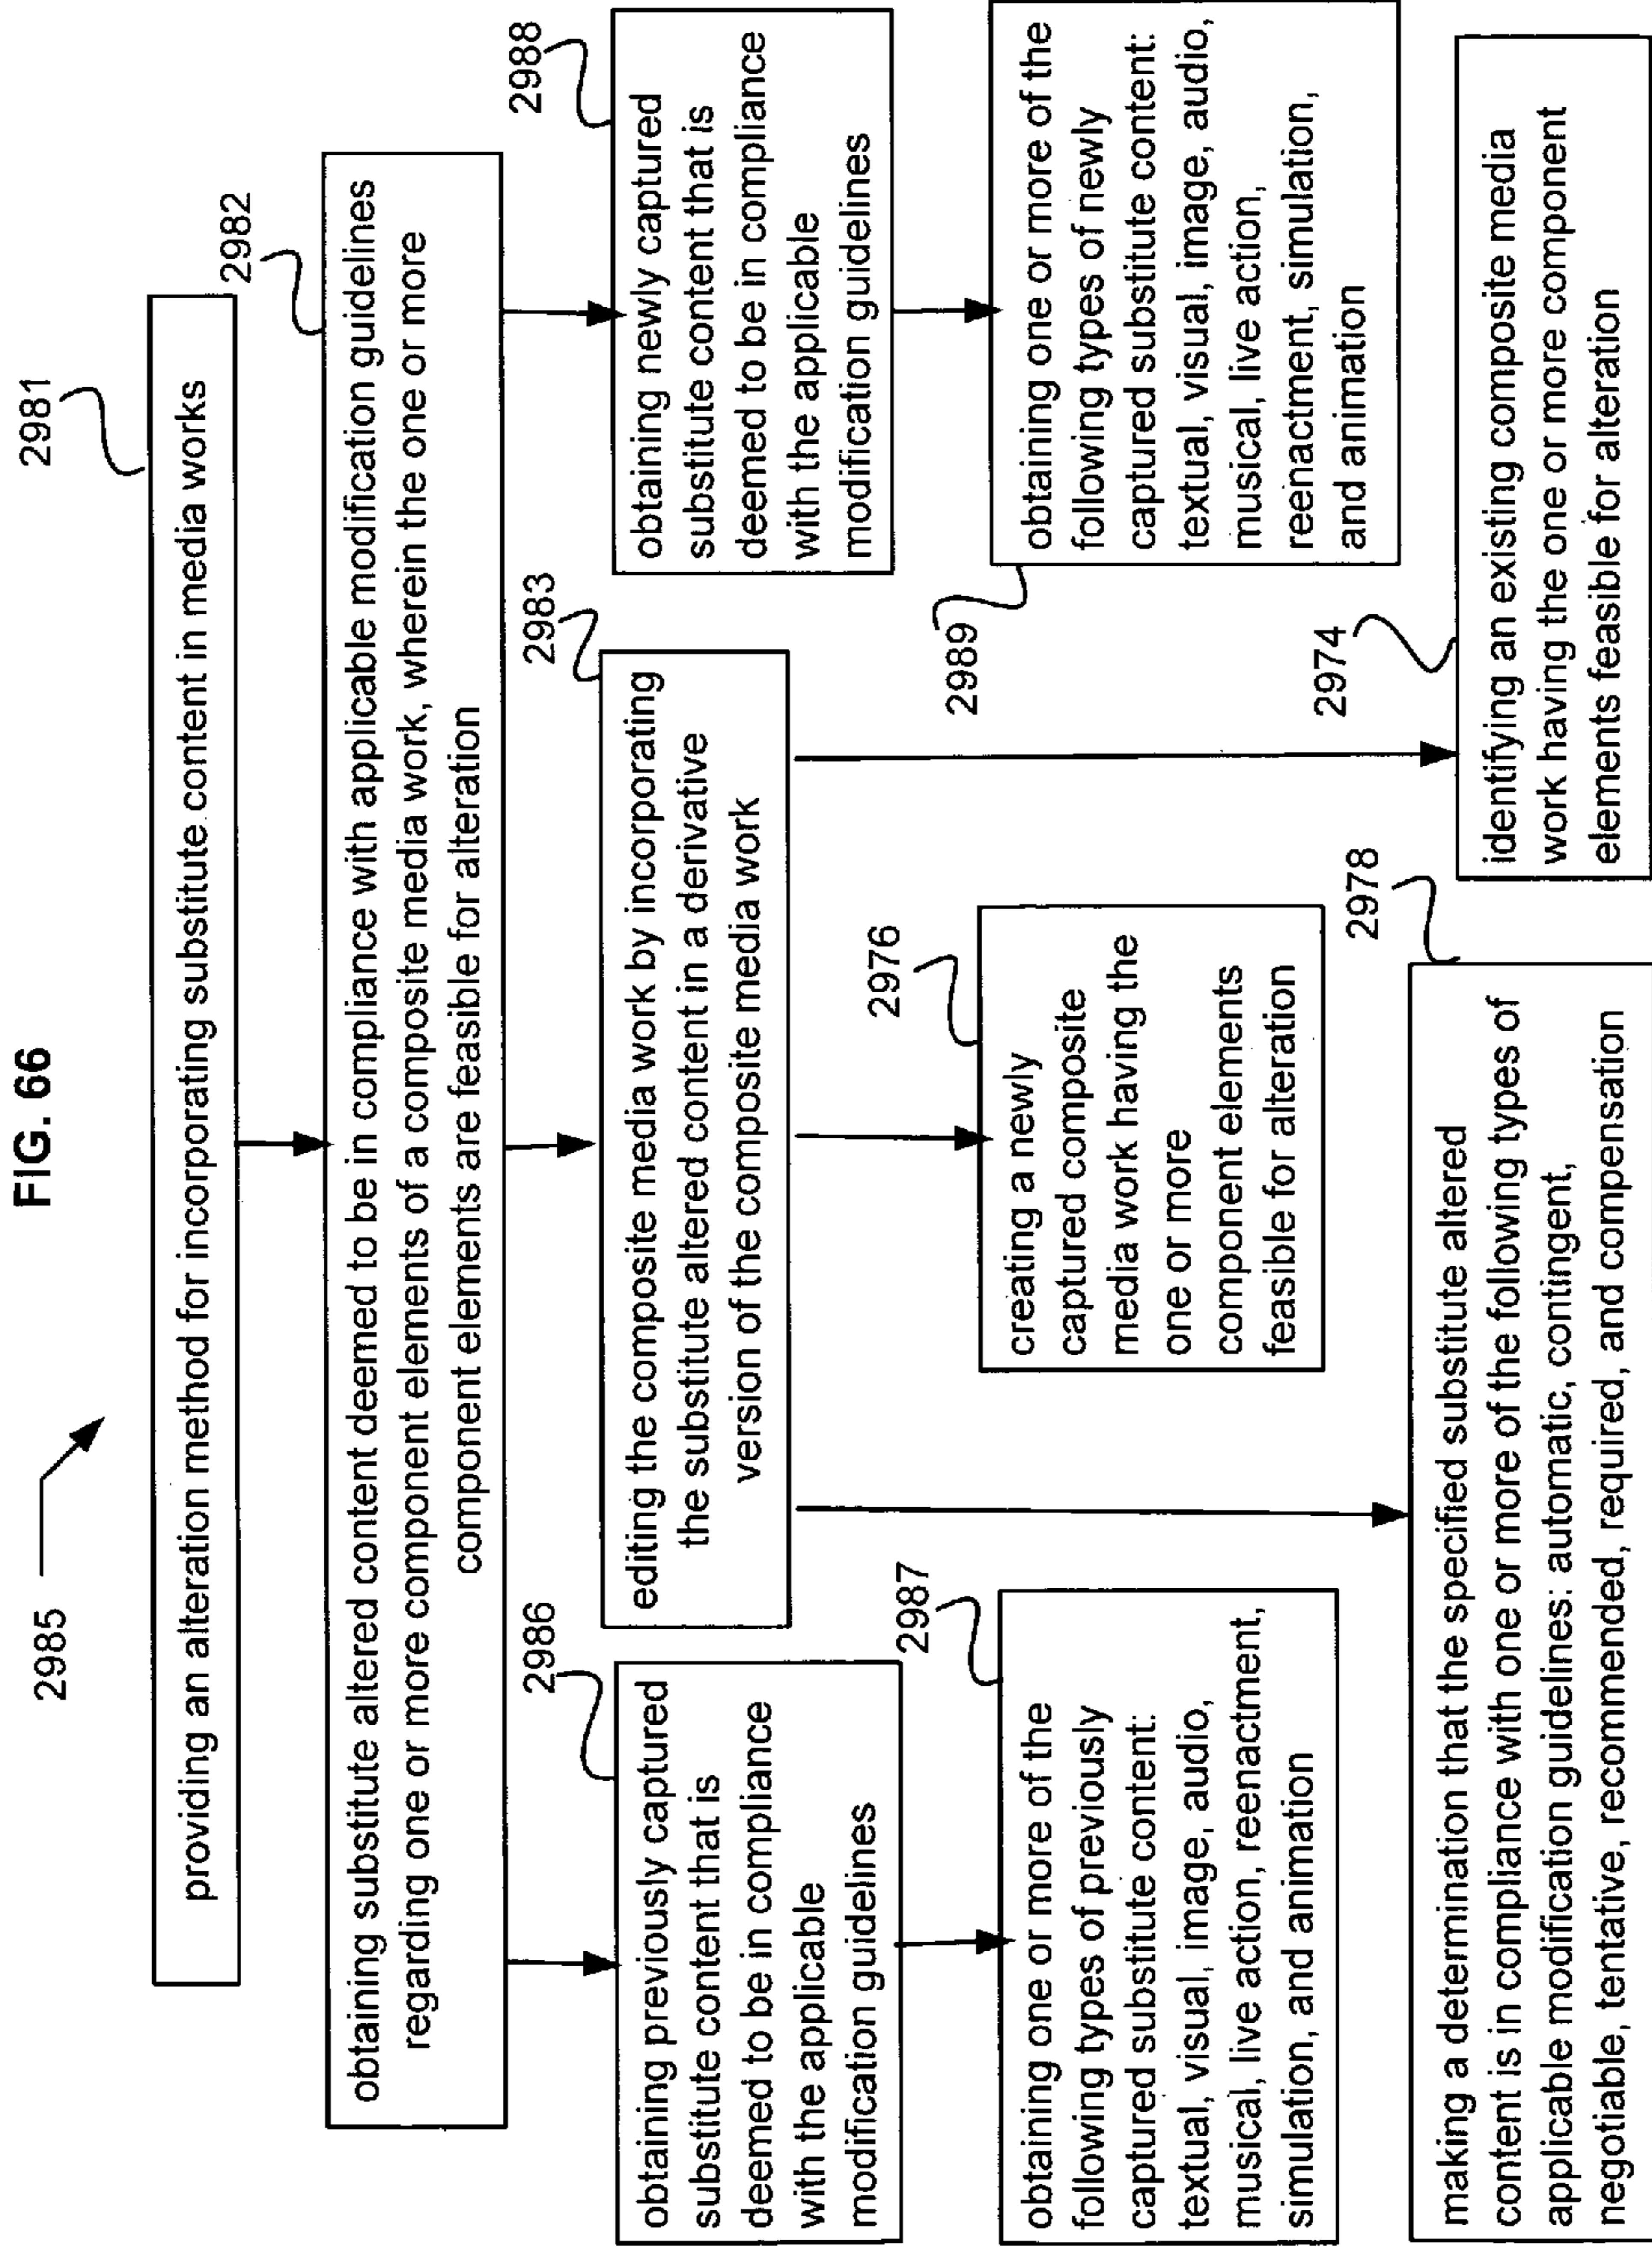 FIG. 66
2985
2981
providing an alteration method for incorporating substitute content in media works
2982
obtaining substitute altered content deemed to be in compliance with applicable modification guidelines
regarding one or more component elements of a composite media work, wherein the one or more
component elements are feasible for alteration
2986
obtaining previously captured
substitute content that is
deemed to be in compliance
with the applicable
modification guidelines
2983
editing the composite media work by incorporating
the substitute altered content in a derivative
version of the composite media work
2988
obtaining newly captured
substitute content that is
deemed to be in compliance
with the applicable
modification guidelines
2987
obtaining one or more of the
following types of previously
captured substitute content:
textual, visual, image, audio,
musical, live action, reenactment,
simulation, and animation
2976
creating a newly
captured composite
media work having the
one or more
component elements
feasible for alteration
2989
obtaining one or more of the
following types of newly
captured substitute content:
textual, visual, image, audio,
musical, live action,
reenactment, simulation,
and animation
2978
making a determination that the specified substitute altered
content is in compliance with one or more of the following types of
applicable modification guidelines: automatic, contingent,
negotiable, tentative, recommended, required, and compensation
2974
identifying an existing composite media
work having the one or more component
elements feasible for alteration